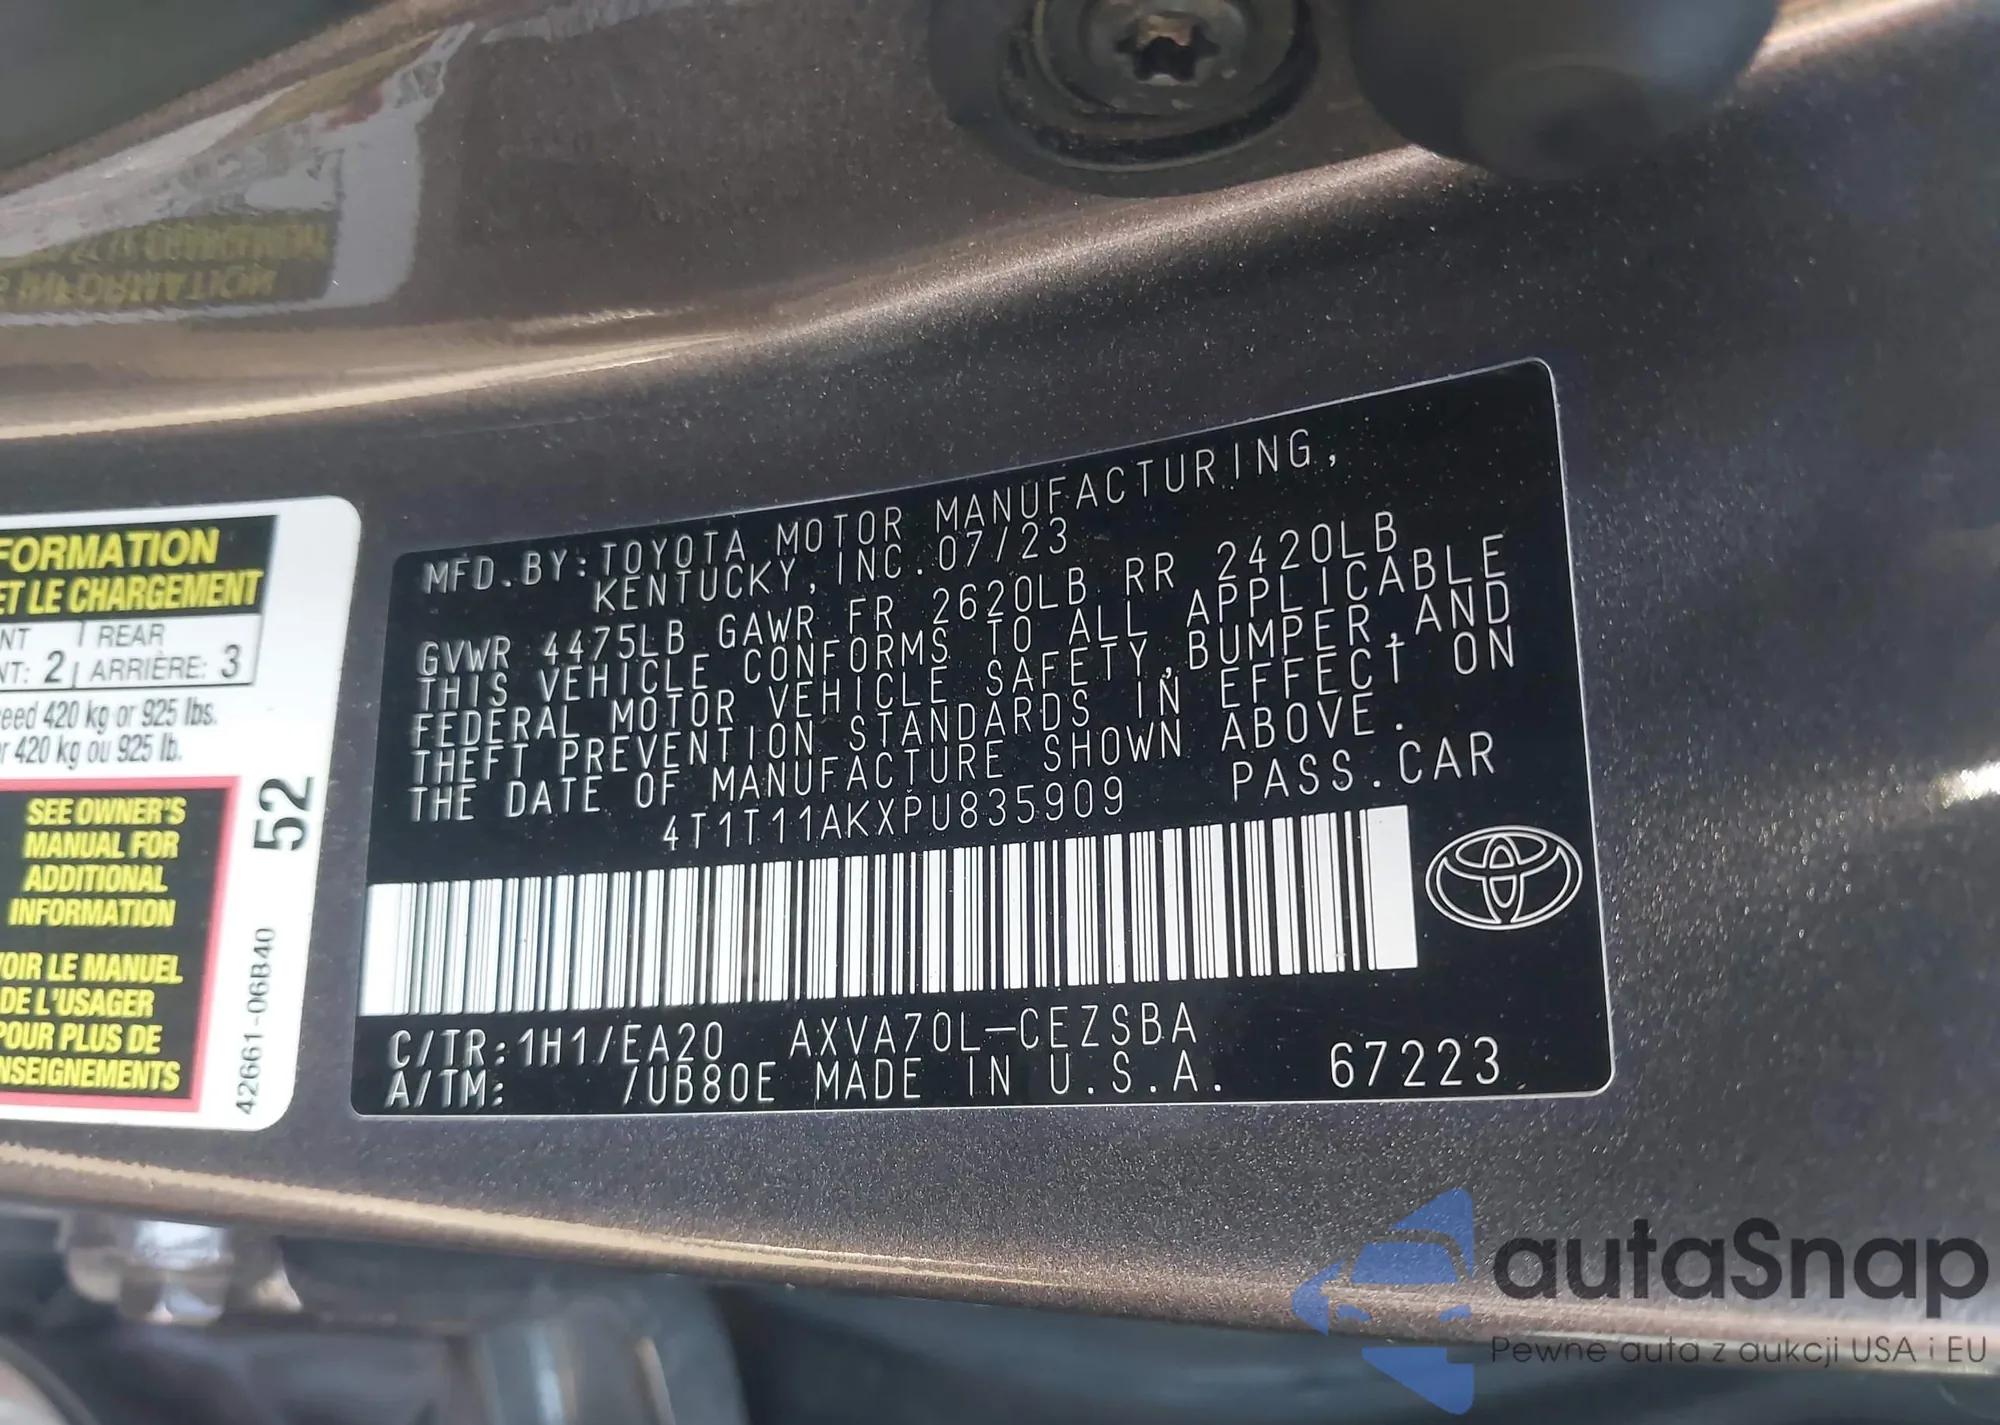 FORMATION
ET LE CHARGEMENT
NT | REAR
NT: 2 | ARRIÈRE: 3
eed 420 kg or 925 lbs.
r 420 kg ou 925 lb.
SEE OWNER'S
MANUAL FOR
ADDITIONAL
INFORMATION
VOIR LE MANUEL
DE L'USAGER
POUR PLUS DE
NSEIGNEMENTS
52
42661-06B40
MFD.BY:TOYOTA MOTOR MANUFACTURING,
KENTUCKY,INC.07/23
GVWR 4475LB GAWR FR 2620LB RR 2420LB
THIS VEHICLE CONFORMS TO ALL APPLICABLE
FEDERAL MOTOR VEHICLE SAFETY,BUMPER,AND
THEFT PREVENTION STANDARDS IN EFFECT ON
THE DATE OF MANUFACTURE SHOWN ABOVE.
4T1T11AKXPU835909 PASS.CAR
C/TR:1H1/EA20 AXVA70L-CEZSBA
A/TM: /UB80E MADE IN U.S.A. 67223
autaSnap
Pewne auta z aukcji USA i EU